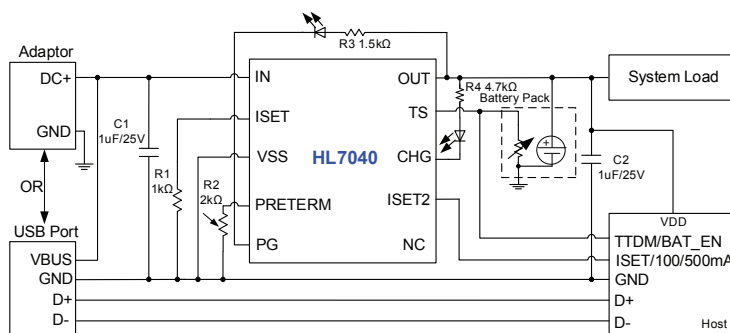 Adaptor
DC+
GND
OR
USB Port
VBUS
GND
D+
D-
C1
1uF/25V
R1
1kΩ
R2
2kΩ
R3 1.5kΩ
IN
ISET
VSS
PRETERM
PG
HL7040
OUT
TS
CHG
ISET2
NC
R4 4.7kΩ
Battery Pack
C2
1uF/25V
System Load
VDD
TTDM/BAT_EN
ISET/100/500mA
GND
D+
D-
Host